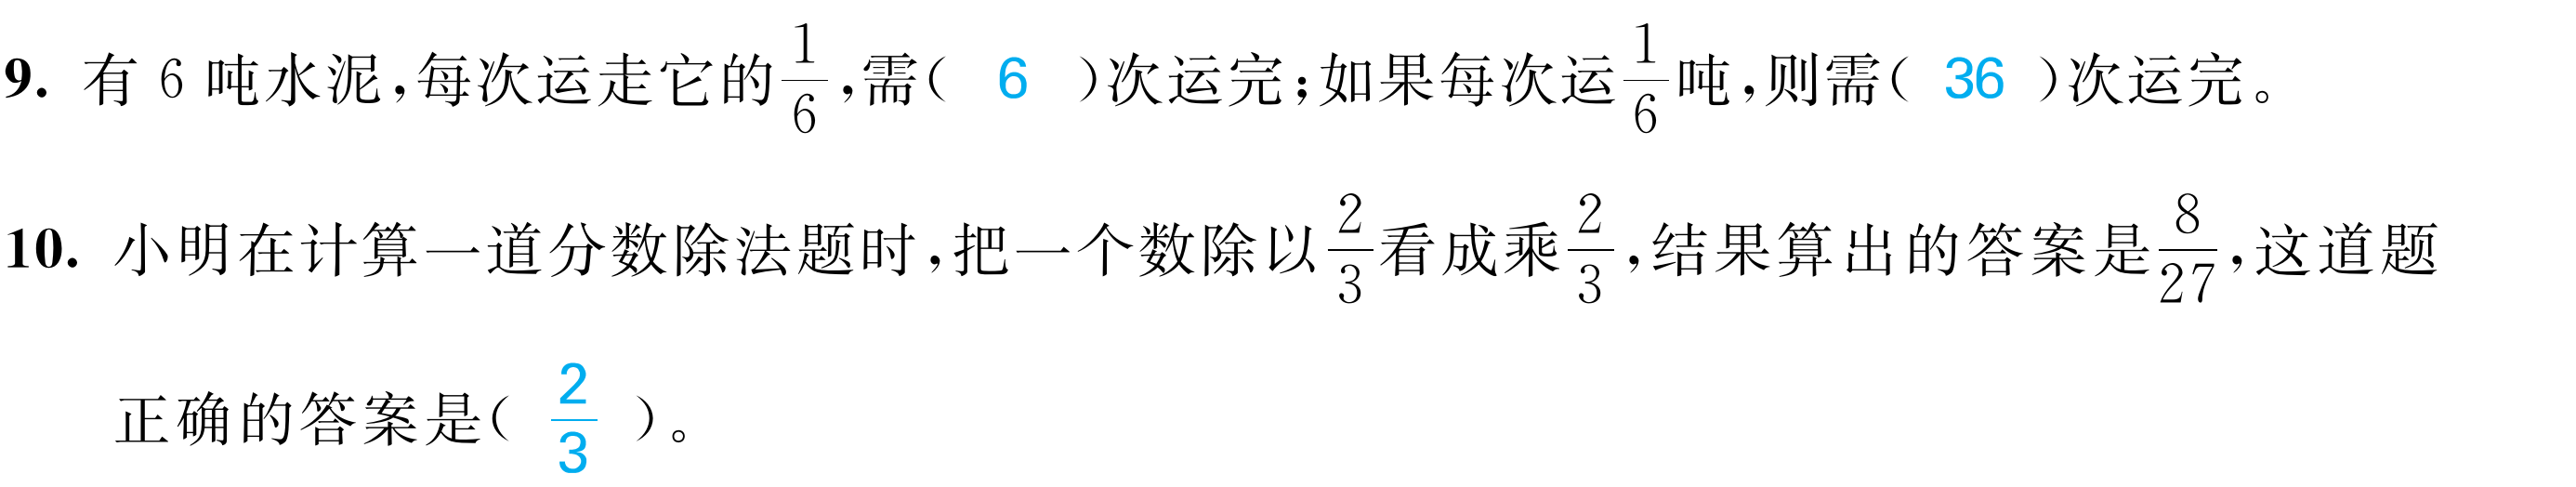 9. 有 6 吨水泥,每次运走它的1/6,需( 6 )次运完;如果每次运1/6吨,则需( 36 )次运完。
10. 小明在计算一道分数除法题时,把一个数除以2/3看成乘2/3,结果算出的答案是8/27,这道题
正确的答案是( 2/3 )。